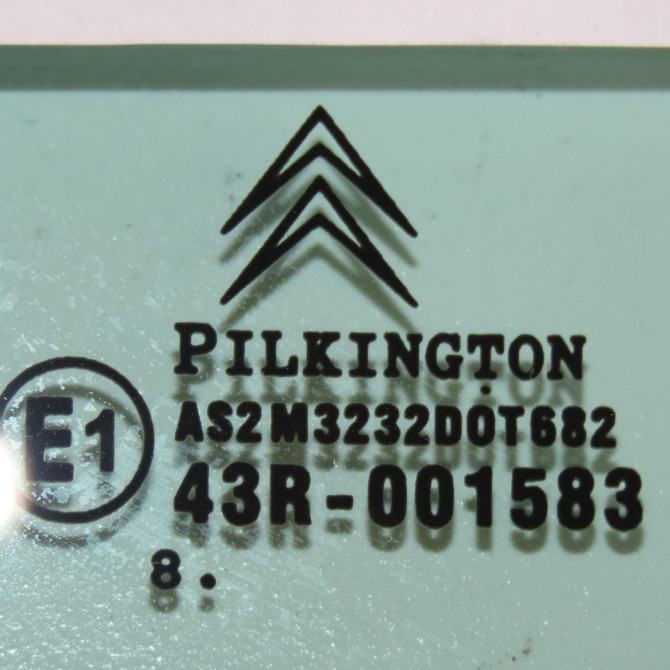 PILKINGTON
AS2 M3232DOT682
E1
43R-001583
8.